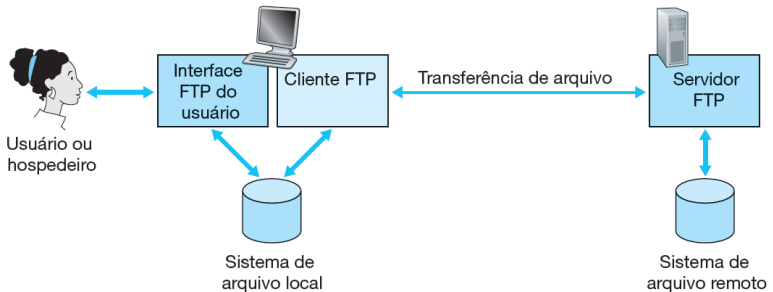 Usuário ou
hospedeiro
Interface
FTP do
usuário
Cliente FTP
Transferência de arquivo
Servidor
FTP
Sistema de
arquivo local
Sistema de
arquivo remoto